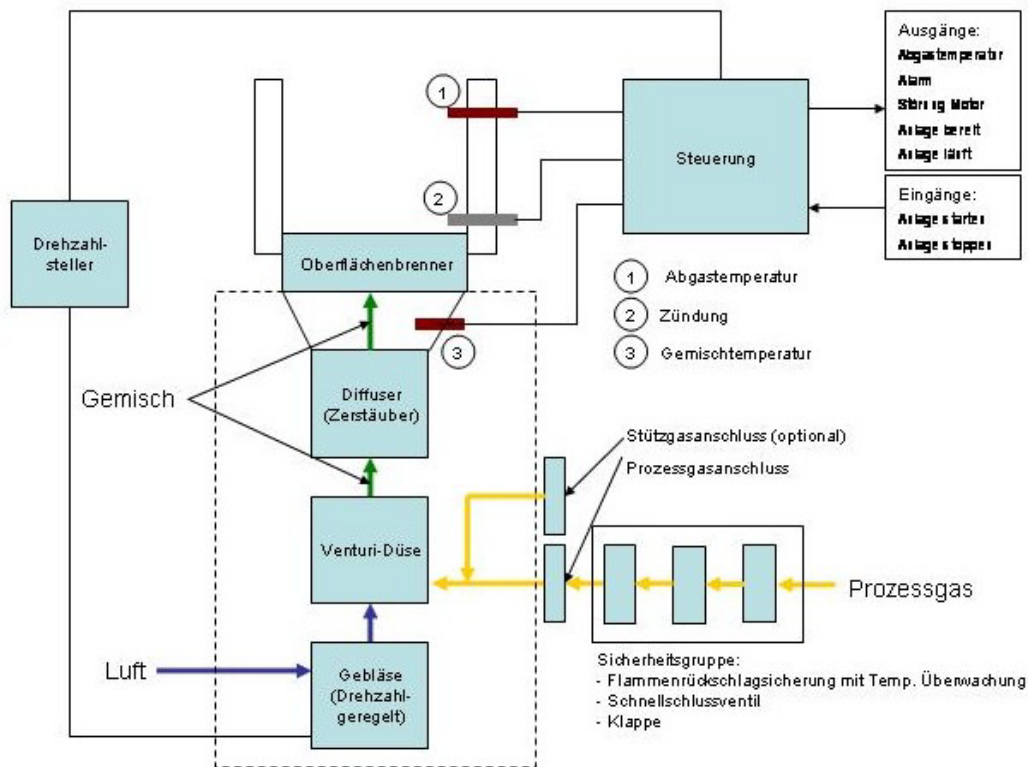 Ausgänge:
Abgastemperatur
Alarm
Störung Motor
Anlage bereit
Anlage läuft
Eingänge:
Anlage starten
Anlage stoppen
Steuerung
1
2
3
Drehzahl-
steller
Oberflächenbrenner
1 Abgastemperatur
2 Zündung
3 Gemischtemperatur
Gemisch
Diffuser
(Zerstäuber)
Stützgasanschluss (optional)
Prozessgasanschluss
Venturi-Düse
Prozessgas
Luft
Gebläse
(Drehzahl-
geregelt)
Sicherheitsgruppe:
- Flammenrückschlagsicherung mit Temp. Überwachung
- Schnellschlussventil
- Klappe